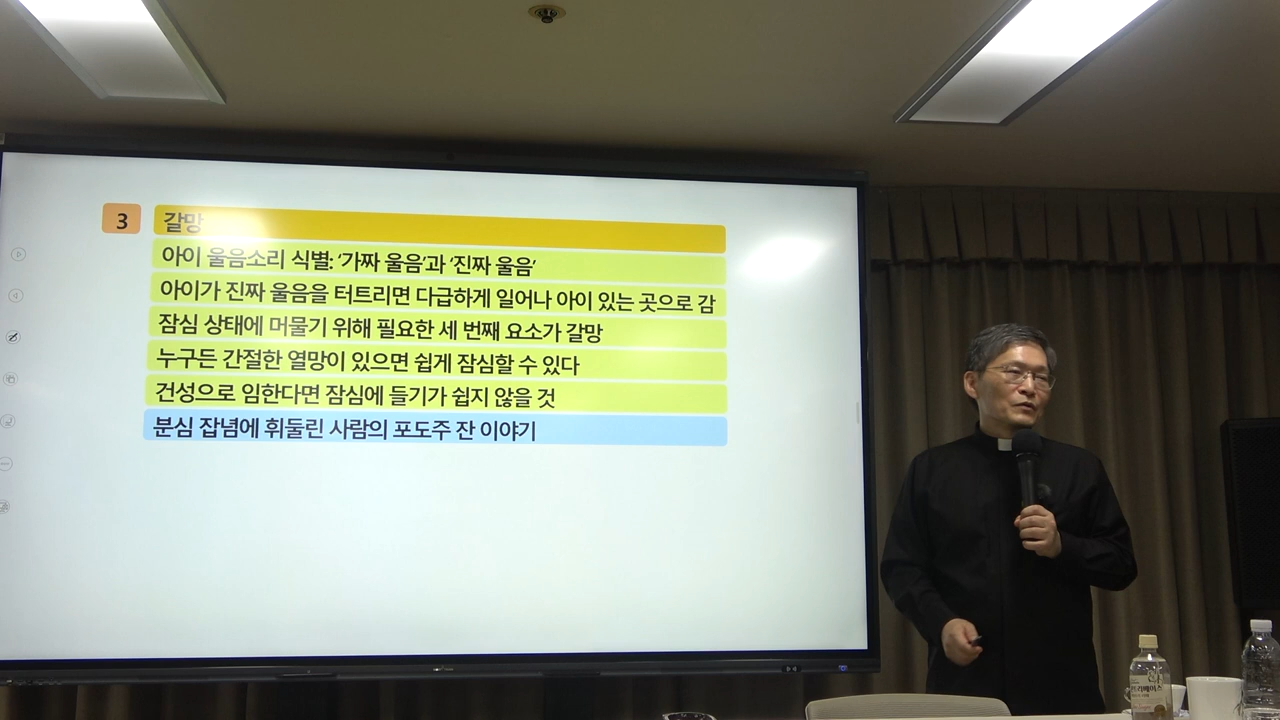 3 갈망
아이 울음소리 식별: ‘가짜 울음’과 ‘진짜 울음’
아이가 진짜 울음을 터트리면 다급하게 일어나 아이 있는 곳으로 감
잠심 상태에 머물기 위해 필요한 세 번째 요소가 갈망
누구든 간절한 열망이 있으면 쉽게 잠심할 수 있다
건성으로 임한다면 잠심에 들기가 쉽지 않을 것
분심 잡념에 휘둘린 사람의 포도주 잔 이야기